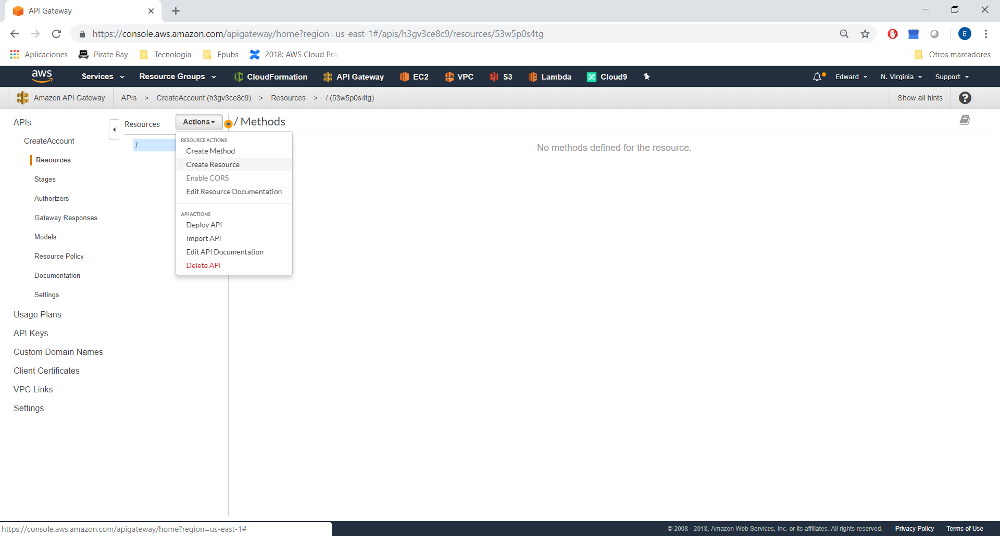 API Gateway
https://console.aws.amazon.com/apigateway/home?region=us-east-1#/apis/h3gv3ce8c9/resources/53w5p0s4tg
E
Aplicaciones Pirate Bay Tecnologia Epubs 2018: AWS Cloud Pra Otros marcadores
aws Services Resource Groups CloudFormation API Gateway EC2 VPC S3 Lambda Cloud9 Edward N. Virginia Support
Amazon API Gateway APIs > CreateAccount (h3gv3ce8c9) > Resources > / (53w5p0s4tg) Show all hints ?
APIs
CreateAccount
Resources
Stages
Authorizers
Gateway Responses
Models
Resource Policy
Documentation
Settings
Usage Plans
API Keys
Custom Domain Names
Client Certificates
VPC Links
Settings
Resources Actions
/
RESOURCE ACTIONS
Create Method
Create Resource
Enable CORS
Edit Resource Documentation
API ACTIONS
Deploy API
Import API
Edit API Documentation
Delete API
/ Methods
No methods defined for the resource.
https://console.aws.amazon.com/apigateway/home?region=us-east-1#
© 2008 - 2018, Amazon Web Services, Inc. or its affiliates. All rights reserved. Privacy Policy Terms of Use